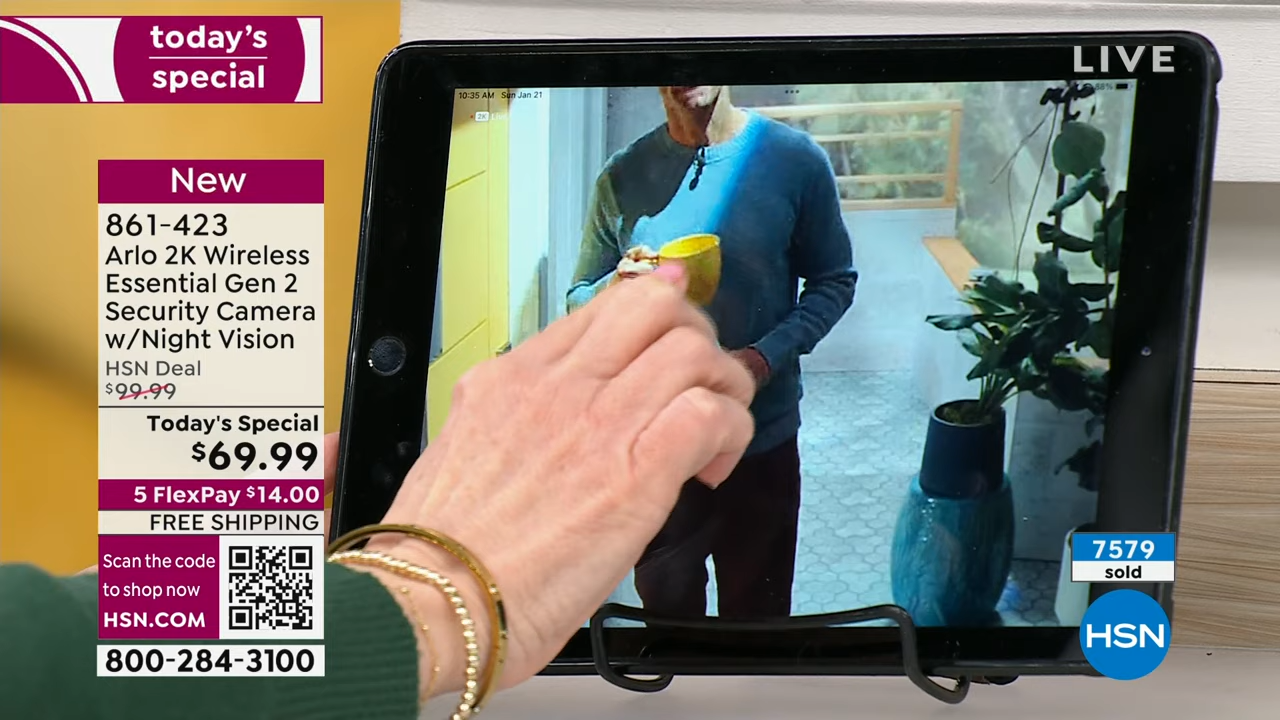 today's
special
LIVE
10:35 AM Sun Jan 21
88%
2K
New
861-423
Arlo 2K Wireless
Essential Gen 2
Security Camera
w/Night Vision
HSN Deal
$99.99
Today's Special
$69.99
5 FlexPay $14.00
FREE SHIPPING
Scan the code
to shop now
HSN.COM
800-284-3100
7579
sold
HSN